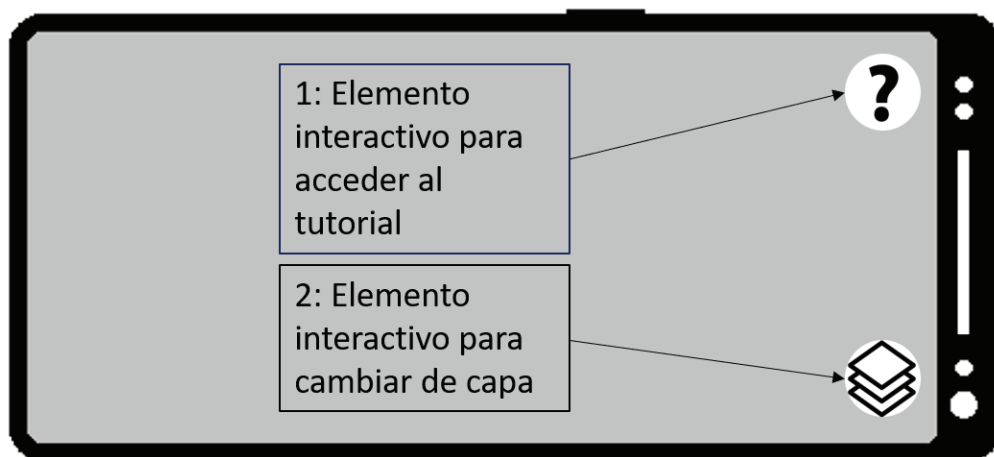 1: Elemento
interactivo para
acceder al
tutorial
?
2: Elemento
interactivo para
cambiar de capa